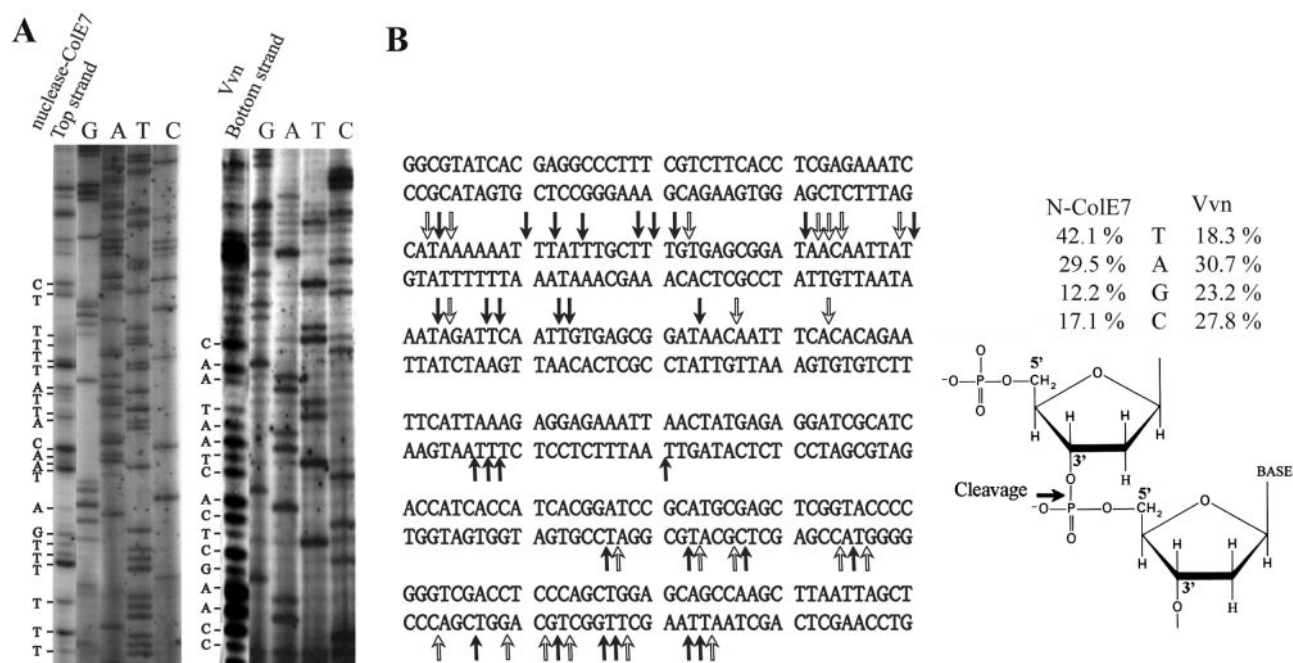 A
nuclease-ColE7
Top strand
G A T C
C
T
T
T
T
T
A
T
T
A
C
A
A
T
A
G
T
T
T
T
T
T
Vvn
Bottom strand
G A T C
C
A
A
T
A
A
T
C
A
C
T
C
G
A
A
C
C
B
GGCGTATCAC GAGGCCCTTT CGTCTTCACC TCGAGAAATC
CCGCATAGTG CTCCGGGAAA GCAGAAGTGG AGCTCTTTAG
CATAAAAAAT TTATTTGCTT TGTGAGCGGA TAACAATTAT
GTATTTTTTA AATAAACGAA ACACTCGCCT ATTGTTAATA
AATAGATTCA ATTGTGAGCGG GATAACAATTT TCACACAGAA
TTATCTAAGT TAACACTCGCC CTATTGTTAAA AGTGTGTCTT
TTCATTAAAG AGGAGAAATT AACTATGAGA GGATCGCATC
AAGTAATTTC TCCTCTTTAA TTGATACTCT CCTAGCGTAG
ACCATCACCA TCACGGATCC GCATGCGAGC TCGGTACCCC
TGGTAGTGGT AGTGCCTAGG CGTACGCTCG AGCCATGGGG
GGGTCGACCT CCCAGCTGGA GCAGCCAAGC TTAATTAGCT
CCCAGCTGGA CGTCGGTTCG AATTAATCGA CTCGAACCTG
N-ColE7 Vvn
42.1 % T 18.3 %
29.5 % A 30.7 %
12.2 % G 23.2 %
17.1 % C 27.8 %
O
⁻O P O CH₂ 5' O
O
H H
H 3' H
O
Cleavage
⁻O P O CH₂ 5' O BASE
O
H H H
3' H
O